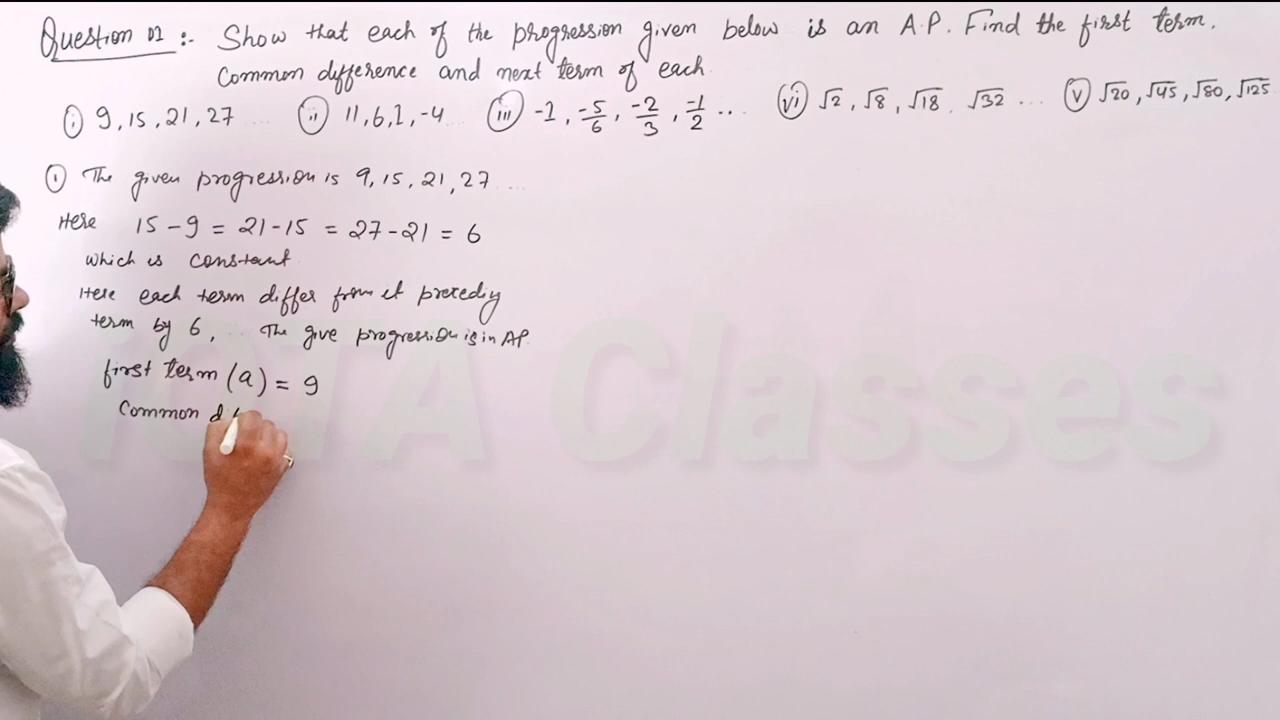 Question 01 :- Show that each of the progression given below is an A.P. Find the first term.
Common difference and next term of each.
(i) 9, 15, 21, 27 .... (ii) 11, 6, 1, -4 ... (iii) -1, -5/6, -2/3, -1/2 ... (vi) √2, √8, √18, √32 ... (v) √20, √45, √80, √125.
(i) The given progression is 9, 15, 21, 27 ...
Here 15 - 9 = 21 - 15 = 27 - 21 = 6
which is constant
Here each term differ from it preceding
term by 6, ... The give progression is in AP.
first term (a) = 9
Common
IOTA Classes